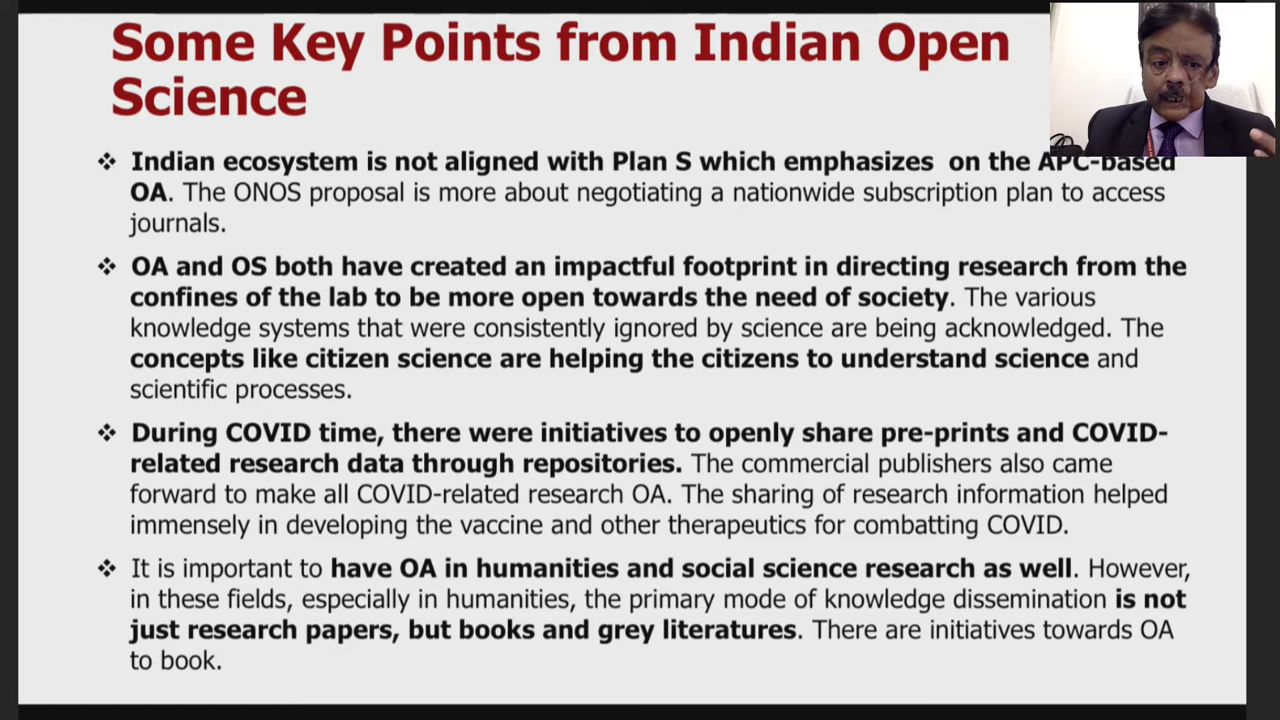 Some Key Points from Indian Open
Science
❖ Indian ecosystem is not aligned with Plan S which emphasizes on the APC-based
OA. The ONOS proposal is more about negotiating a nationwide subscription plan to access
journals.
❖ OA and OS both have created an impactful footprint in directing research from the
confines of the lab to be more open towards the need of society. The various
knowledge systems that were consistently ignored by science are being acknowledged. The
concepts like citizen science are helping the citizens to understand science and
scientific processes.
❖ During COVID time, there were initiatives to openly share pre-prints and COVID-
related research data through repositories. The commercial publishers also came
forward to make all COVID-related research OA. The sharing of research information helped
immensely in developing the vaccine and other therapeutics for combatting COVID.
❖ It is important to have OA in humanities and social science research as well. However,
in these fields, especially in humanities, the primary mode of knowledge dissemination is not
just research papers, but books and grey literatures. There are initiatives towards OA
to book.